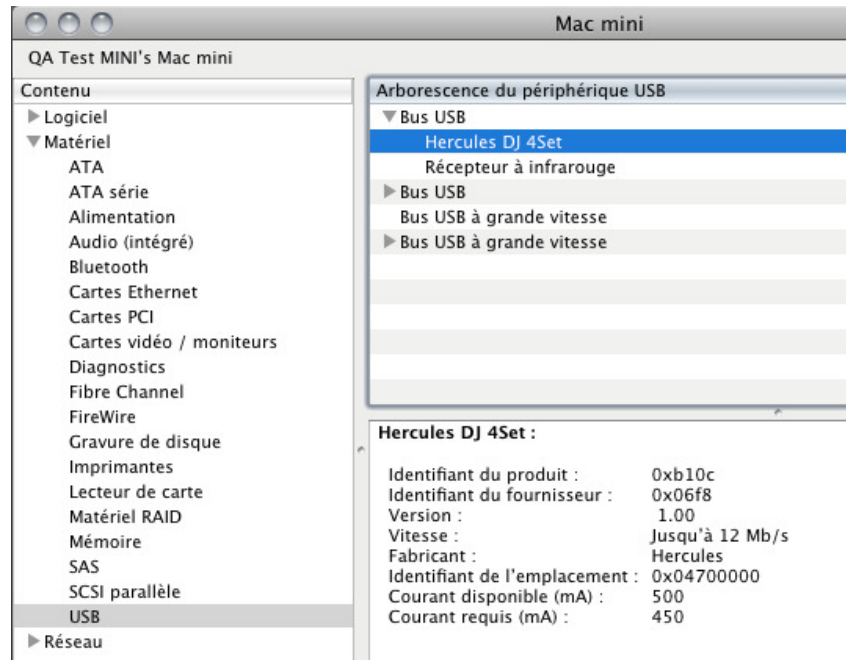 Mac mini
QA Test MINI's Mac mini
Contenu
Logiciel
Matériel
ATA
ATA série
Alimentation
Audio (intégré)
Bluetooth
Cartes Ethernet
Cartes PCI
Cartes vidéo / moniteurs
Diagnostics
Fibre Channel
FireWire
Gravure de disque
Imprimantes
Lecteur de carte
Matériel RAID
Mémoire
SAS
SCSI parallèle
USB
Réseau
Arborescence du périphérique USB
Bus USB
Hercules DJ 4Set
Récepteur à infrarouge
Bus USB
Bus USB à grande vitesse
Bus USB à grande vitesse
Hercules DJ 4Set :
Identifiant du produit : 0xb10c
Identifiant du fournisseur : 0x06f8
Version : 1.00
Vitesse : Jusqu'à 12 Mb/s
Fabricant : Hercules
Identifiant de l'emplacement : 0x04700000
Courant disponible (mA) : 500
Courant requis (mA) : 450